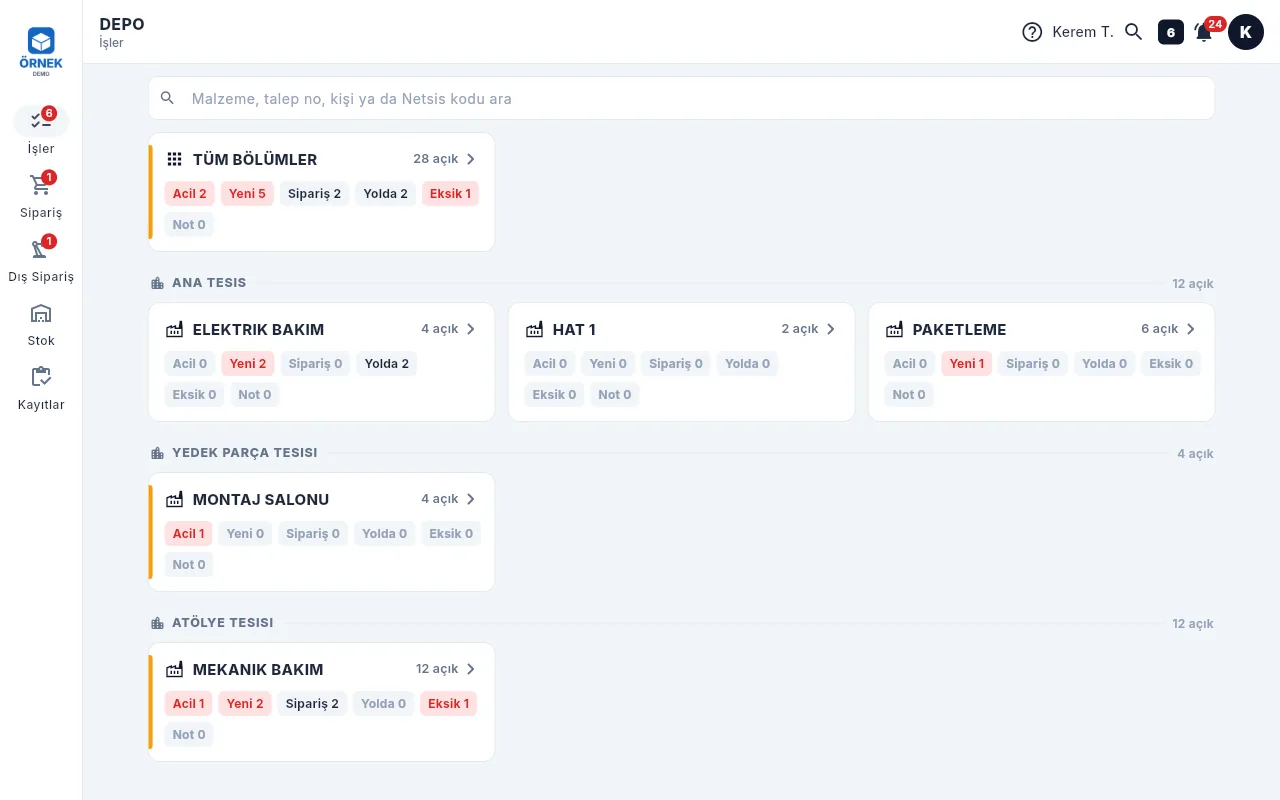 ÖRNEK
DEMO
DEPO
İşler
Kerem T.
6
24
K
6
İşler
1
Sipariş
1
Dış Sipariş
Stok
Kayıtlar
Malzeme, talep no, kişi ya da Netsis kodu ara
TÜM BÖLÜMLER 28 açık
Acil 2 Yeni 5 Sipariş 2 Yolda 2 Eksik 1
Not 0
ANA TESIS 12 açık
ELEKTRIK BAKIM 4 açık
Acil 0 Yeni 2 Sipariş 0 Yolda 2
Eksik 0 Not 0
HAT 1 2 açık
Acil 0 Yeni 0 Sipariş 0 Yolda 0
Eksik 0 Not 0
PAKETLEME 6 açık
Acil 0 Yeni 1 Sipariş 0 Yolda 0 Eksik 0
Not 0
YEDEK PARÇA TESISI 4 açık
MONTAJ SALONU 4 açık
Acil 1 Yeni 0 Sipariş 0 Yolda 0 Eksik 0
Not 0
ATÖLYE TESISI 12 açık
MEKANIK BAKIM 12 açık
Acil 1 Yeni 2 Sipariş 2 Yolda 0 Eksik 1
Not 0